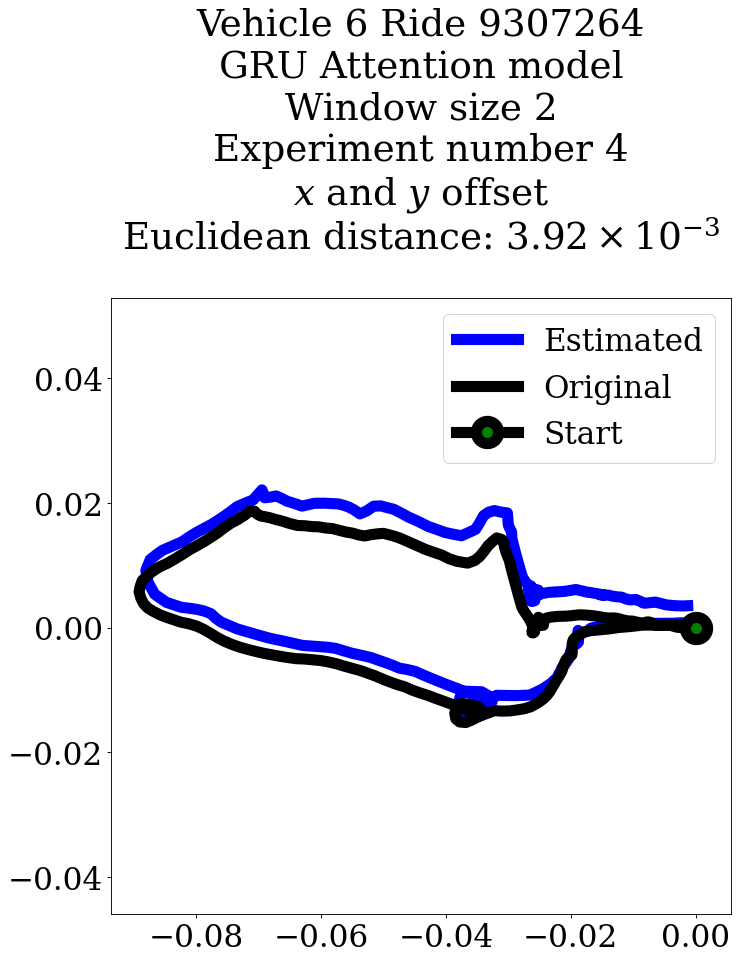 Vehicle 6 Ride 9307264
GRU Attention model
Window size 2
Experiment number 4
x and y offset
Euclidean distance: 3.92 × 10⁻³
Estimated
Original
Start
0.04
0.02
0.00
−0.02
−0.04
−0.08 −0.06 −0.04 −0.02 0.00